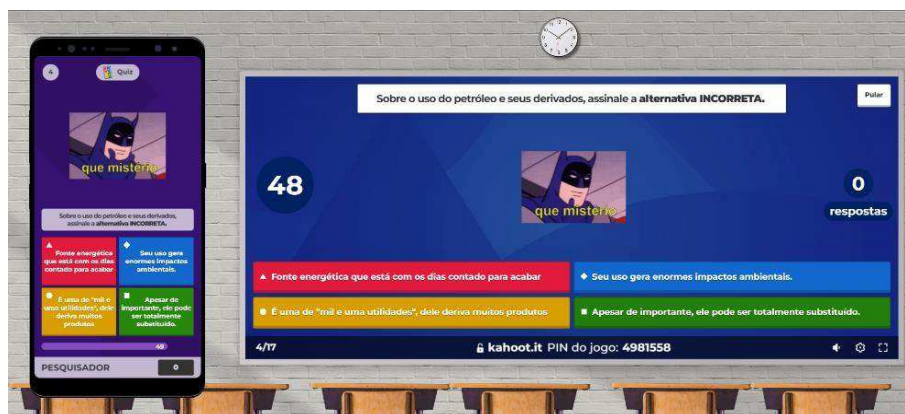 4
Quiz
que mistério
Sobre o uso do petróleo e seus derivados,
assinale a alternativa INCORRETA.
Fonte energética
que está com os dias
contado para acabar
Seu uso gera
enormes impactos
ambientais.
É uma de "mil e
uma utilidades", dele
deriva muitos
produtos
Apesar de
importante, ele pode
ser totalmente
substituído.
49
PESQUISADOR
0
Sobre o uso do petróleo e seus derivados, assinale a alternativa INCORRETA.
Pular
48
que mistério
0
respostas
Fonte energética que está com os dias contado para acabar
Seu uso gera enormes impactos ambientais.
É uma de "mil e uma utilidades", dele deriva muitos produtos
Apesar de importante, ele pode ser totalmente substituído.
4/17
kahoot.it PIN do jogo: 4981558